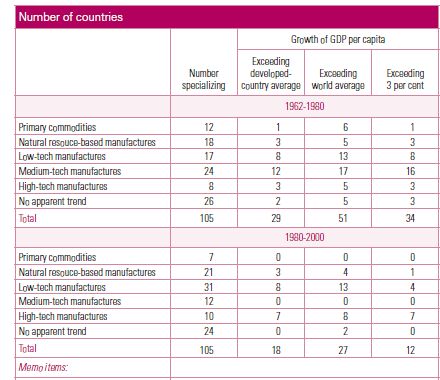 Number of countries
Growth of GDP per capita
Number specializing
Exceeding developed-country average
Exceeding world average
Exceeding 3 per cent
1962-1980
Primary commodities 12 1 6 1
Natural resouce-based manufactures 18 3 5 3
Low-tech manufactures 17 8 13 8
Medium-tech manufactures 24 12 17 16
High-tech manufactures 8 3 5 3
No apparent trend 26 2 5 3
Total 105 29 51 34
1980-2000
Primary commodities 7 0 0 0
Natural resouce-based manufactures 21 3 4 1
Low-tech manufactures 31 8 13 4
Medium-tech manufactures 12 0 0 0
High-tech manufactures 10 7 8 7
No apparent trend 24 0 2 0
Total 105 18 27 12
Memo items: